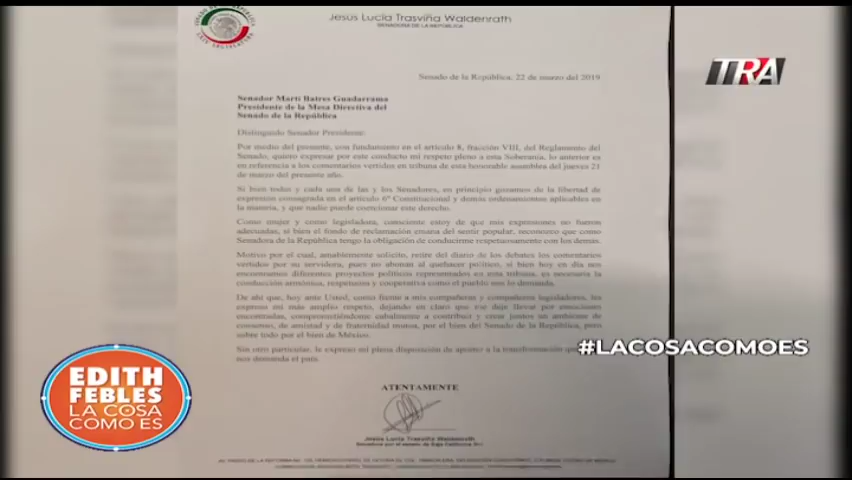 Jesús Lucía Trasviña Waldenrath
SENADORA DE LA REPÚBLICA
TRA
Senado de la República, 22 de marzo del 2019
Senador Martí Batres Guadarrama
Presidente de la Mesa Directiva del
Senado de la República
Distinguido Senador Presidente:
Por medio del presente, con fundamento en el artículo 8, fracción VIII, del Reglamento del
Senado, quiero expresar por este conducto mi respeto pleno a esta Soberanía, lo anterior es
en referencia a los comentarios vertidos en tribuna de esta honorable asamblea del jueves 21
de marzo del presente año.
Si bien todas y cada una de las y los Senadores, en principio gozamos de la libertad de
expresión consagrada en el artículo 6º Constitucional y demás ordenamientos aplicables en
la materia, y que nadie puede coercionar este derecho.
Como mujer y como legisladora, consciente estoy de que mis expresiones no fueron
adecuadas, si bien el fondo de reclamación emana del sentir popular, reconozco que como
Senadora de la República tengo la obligación de conducirme respetuosamente con los demás.
Motivo por el cual, amablemente solicito, retire del diario de los debates los comentarios
vertidos por su servidora, pues no abonan al quehacer político, si bien hoy en día nos
encontramos diferentes proyectos políticos representados en esta tribuna, es necesaria la
conducción armónica, respetuosa y cooperativa como el pueblo nos lo demanda.
De ahí que, hoy ante Usted, como frente a mis compañeras y compañeros legisladores, les
expreso mi más amplio respeto, dejando en claro que me deje llevar por emociones
encontradas, comprometiéndome cabalmente a contribuir y crear juntos un ambiente de
consenso, de amistad y de fraternidad mutua, por el bien del Senado de la República, pero
sobre todo por el bien de México.
Sin otro particular, le expreso mi plena disposición de aportar a la transformación que
nos demanda el país.
#LACOSACOMOES
EDITH
FEBLES
LA COSA
COMO ES
ATENTAMENTE
Jesús Lucía Trasviña Waldenrath
Senadora por el estado de Baja California Sur